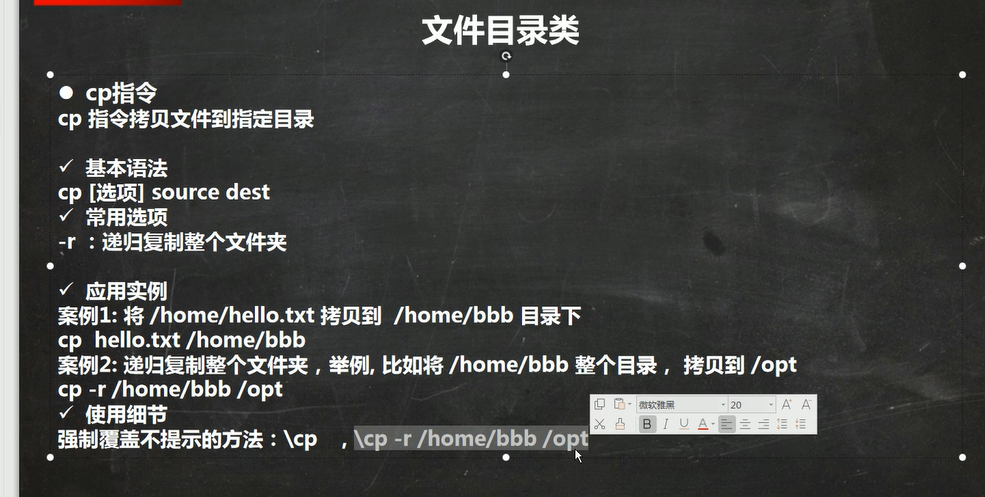 文件目录类
cp指令
cp 指令拷贝文件到指定目录
基本语法
cp [选项] source dest
常用选项
-r ：递归复制整个文件夹
应用实例
案例1: 将 /home/hello.txt 拷贝到 /home/bbb 目录下
cp hello.txt /home/bbb
案例2: 递归复制整个文件夹，举例, 比如将 /home/bbb 整个目录， 拷贝到 /opt
cp -r /home/bbb /opt
使用细节
强制覆盖不提示的方法：\cp ，\cp -r /home/bbb /opt
微软雅黑 20 A A
B I U A